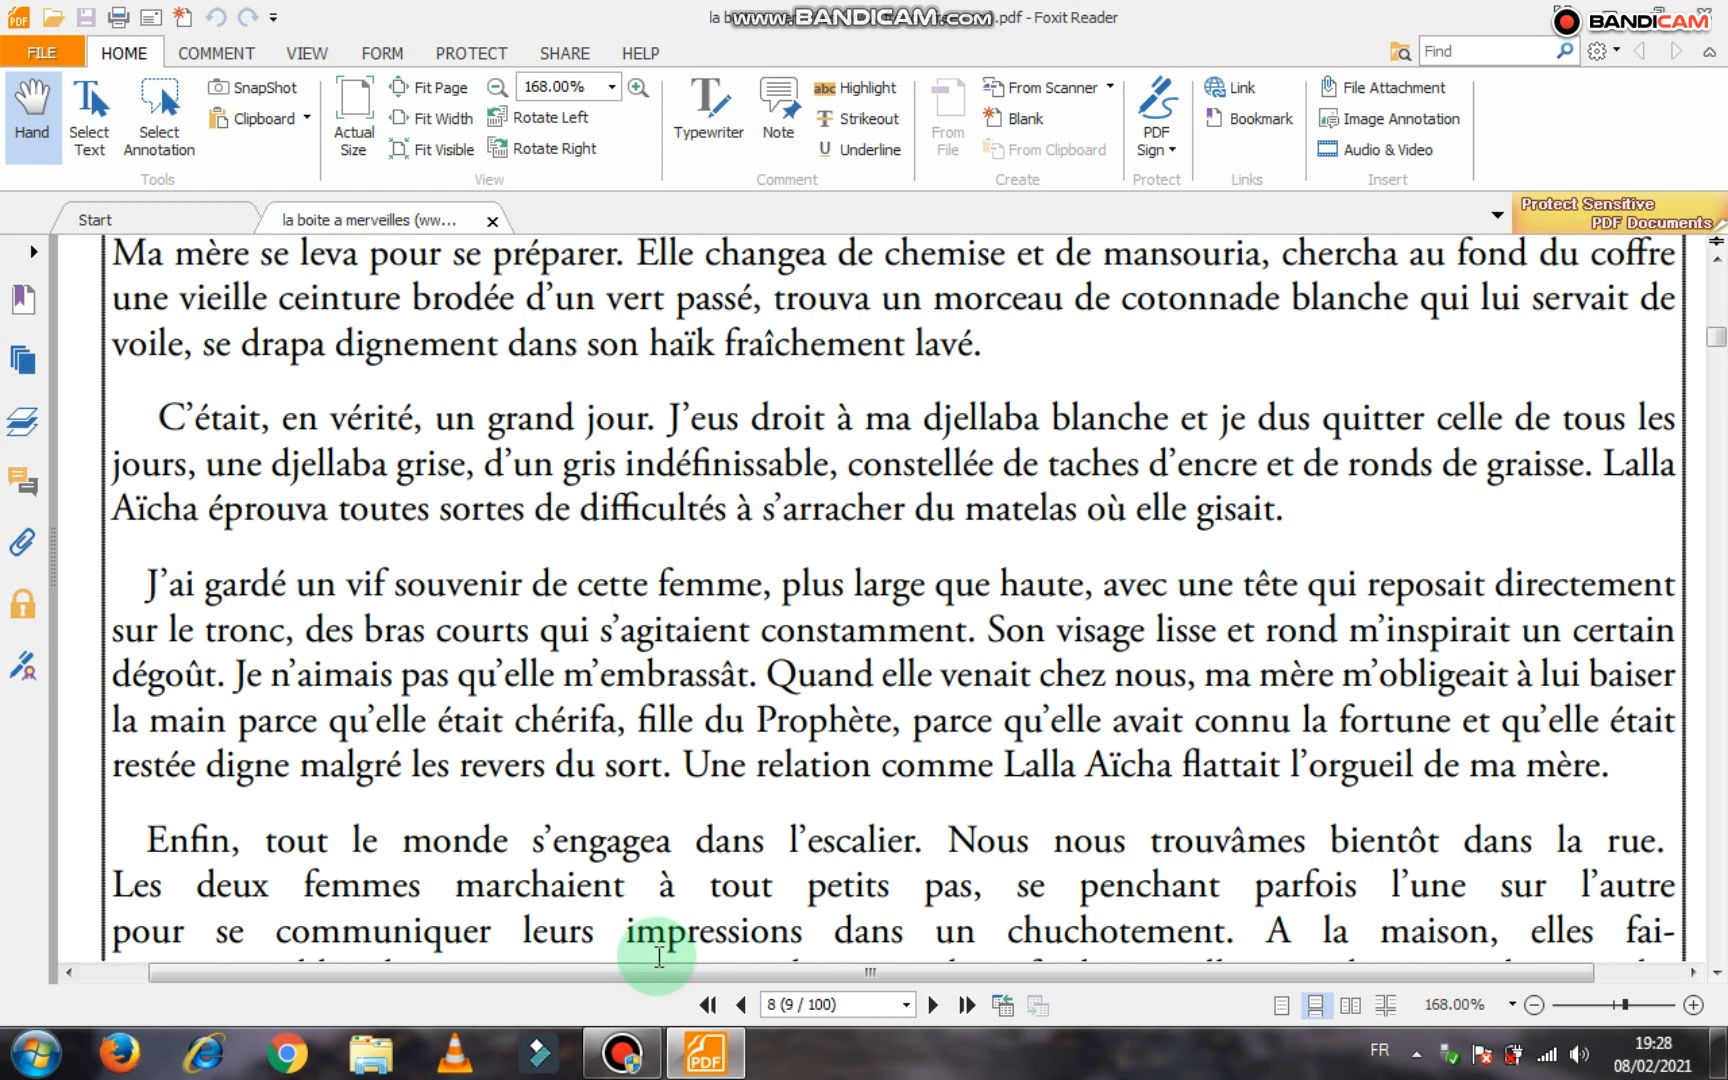 la b
www.BANDICAM.com
.pdf - Foxit Reader
BANDICAM
FILE HOME COMMENT VIEW FORM PROTECT SHARE HELP
Find
Hand
Select Text
Select Annotation
SnapShot
Clipboard
Tools
Actual Size
Fit Page
Fit Width
Fit Visible
168.00%
Rotate Left
Rotate Right
View
Typewriter
Note
abc Highlight
Strikeout
Underline
Comment
From File
From Scanner
Blank
From Clipboard
Create
PDF Sign
Protect
Link
Bookmark
Links
File Attachment
Image Annotation
Audio & Video
Insert
Start
la boite a merveilles (ww...
Protect Sensitive
PDF Documents
Ma mère se leva pour se préparer. Elle changea de chemise et de mansouria, chercha au fond du coffre
une vieille ceinture brodée d’un vert passé, trouva un morceau de cotonnade blanche qui lui servait de
voile, se drapa dignement dans son haïk fraîchement lavé.
C’était, en vérité, un grand jour. J’eus droit à ma djellaba blanche et je dus quitter celle de tous les
jours, une djellaba grise, d’un gris indéfinissable, constellée de taches d’encre et de ronds de graisse. Lalla
Aïcha éprouva toutes sortes de difficultés à s’arracher du matelas où elle gisait.
J’ai gardé un vif souvenir de cette femme, plus large que haute, avec une tête qui reposait directement
sur le tronc, des bras courts qui s’agitaient constamment. Son visage lisse et rond m’inspirait un certain
dégoût. Je n’aimais pas qu’elle m’embrassât. Quand elle venait chez nous, ma mère m’obligeait à lui baiser
la main parce qu’elle était chérifa, fille du Prophète, parce qu’elle avait connu la fortune et qu’elle était
restée digne malgré les revers du sort. Une relation comme Lalla Aïcha flattait l’orgueil de ma mère.
Enfin, tout le monde s’engagea dans l’escalier. Nous nous trouvâmes bientôt dans la rue.
Les deux femmes marchaient à tout petits pas, se penchant parfois l’une sur l’autre
pour se communiquer leurs impressions dans un chuchotement. A la maison, elles fai-
8 (9 / 100)
168.00%
PDF
FR
19:28
08/02/2021